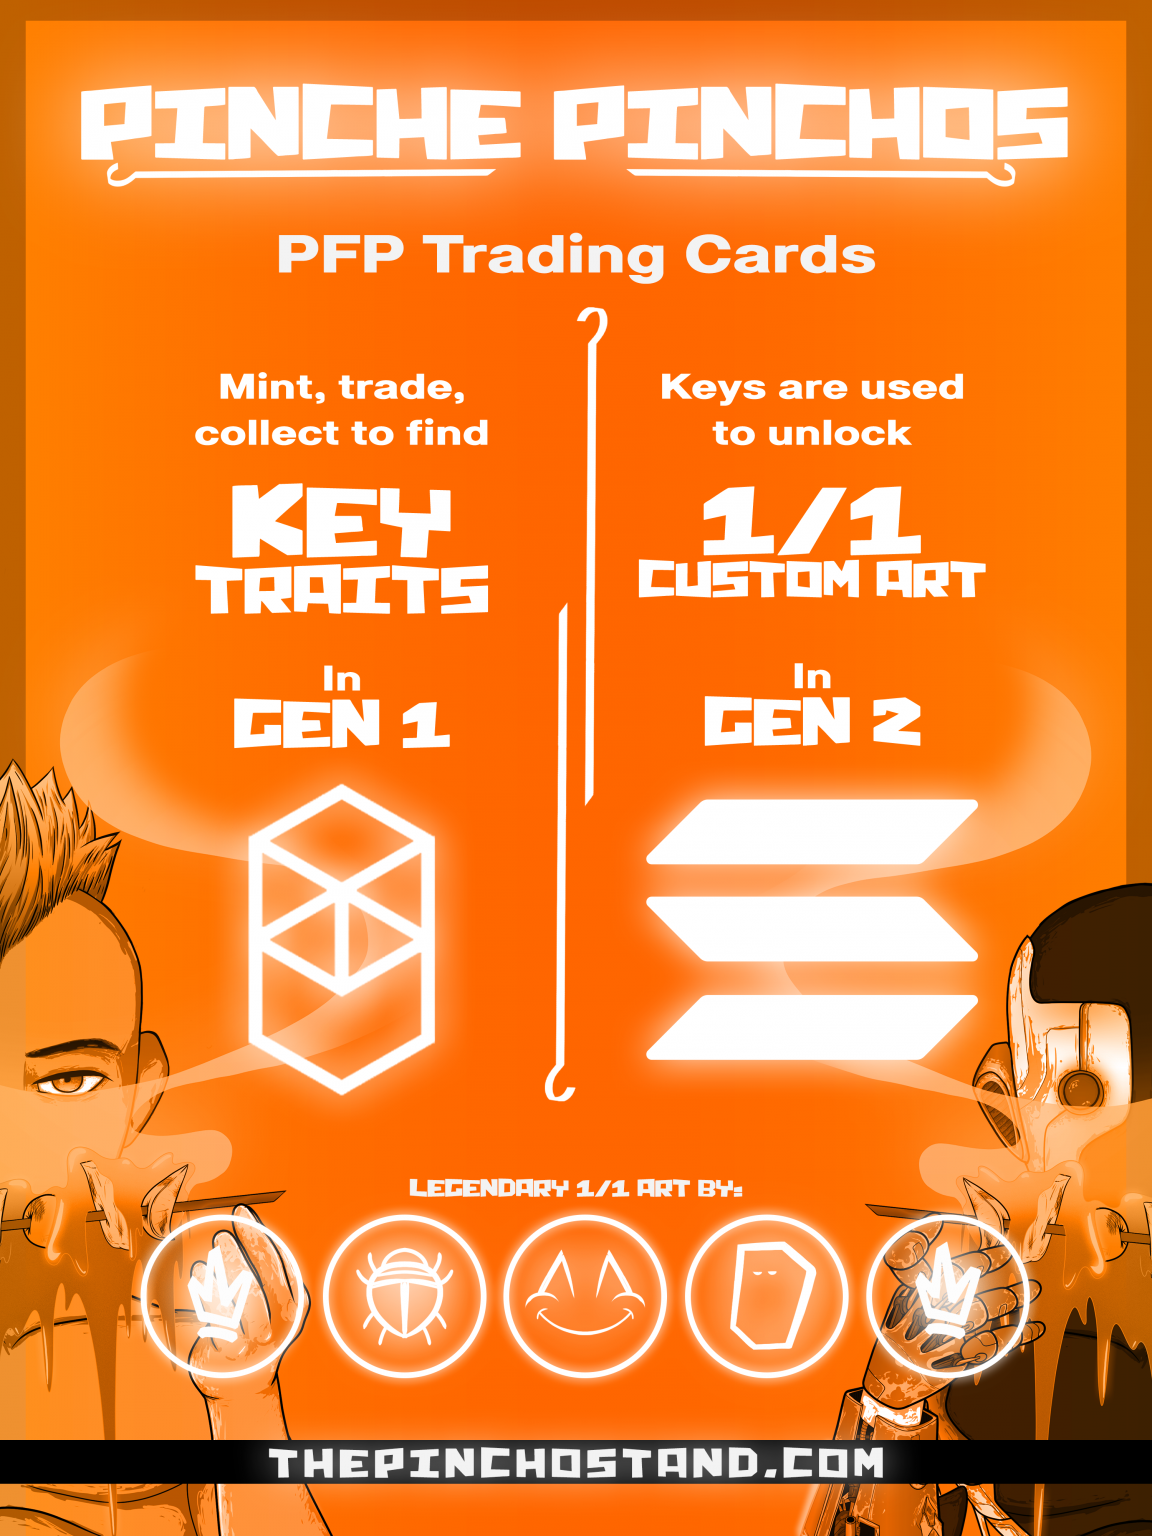 PINCHE PINCHOS
PFP Trading Cards
Mint, trade,
collect to find
KEY
TRAITS
In
GEN 1
Keys are used
to unlock
1/1
CUSTOM ART
In
GEN 2
LEGENDARY 1/1 ART BY:
THEPINCHOSTAND.COM